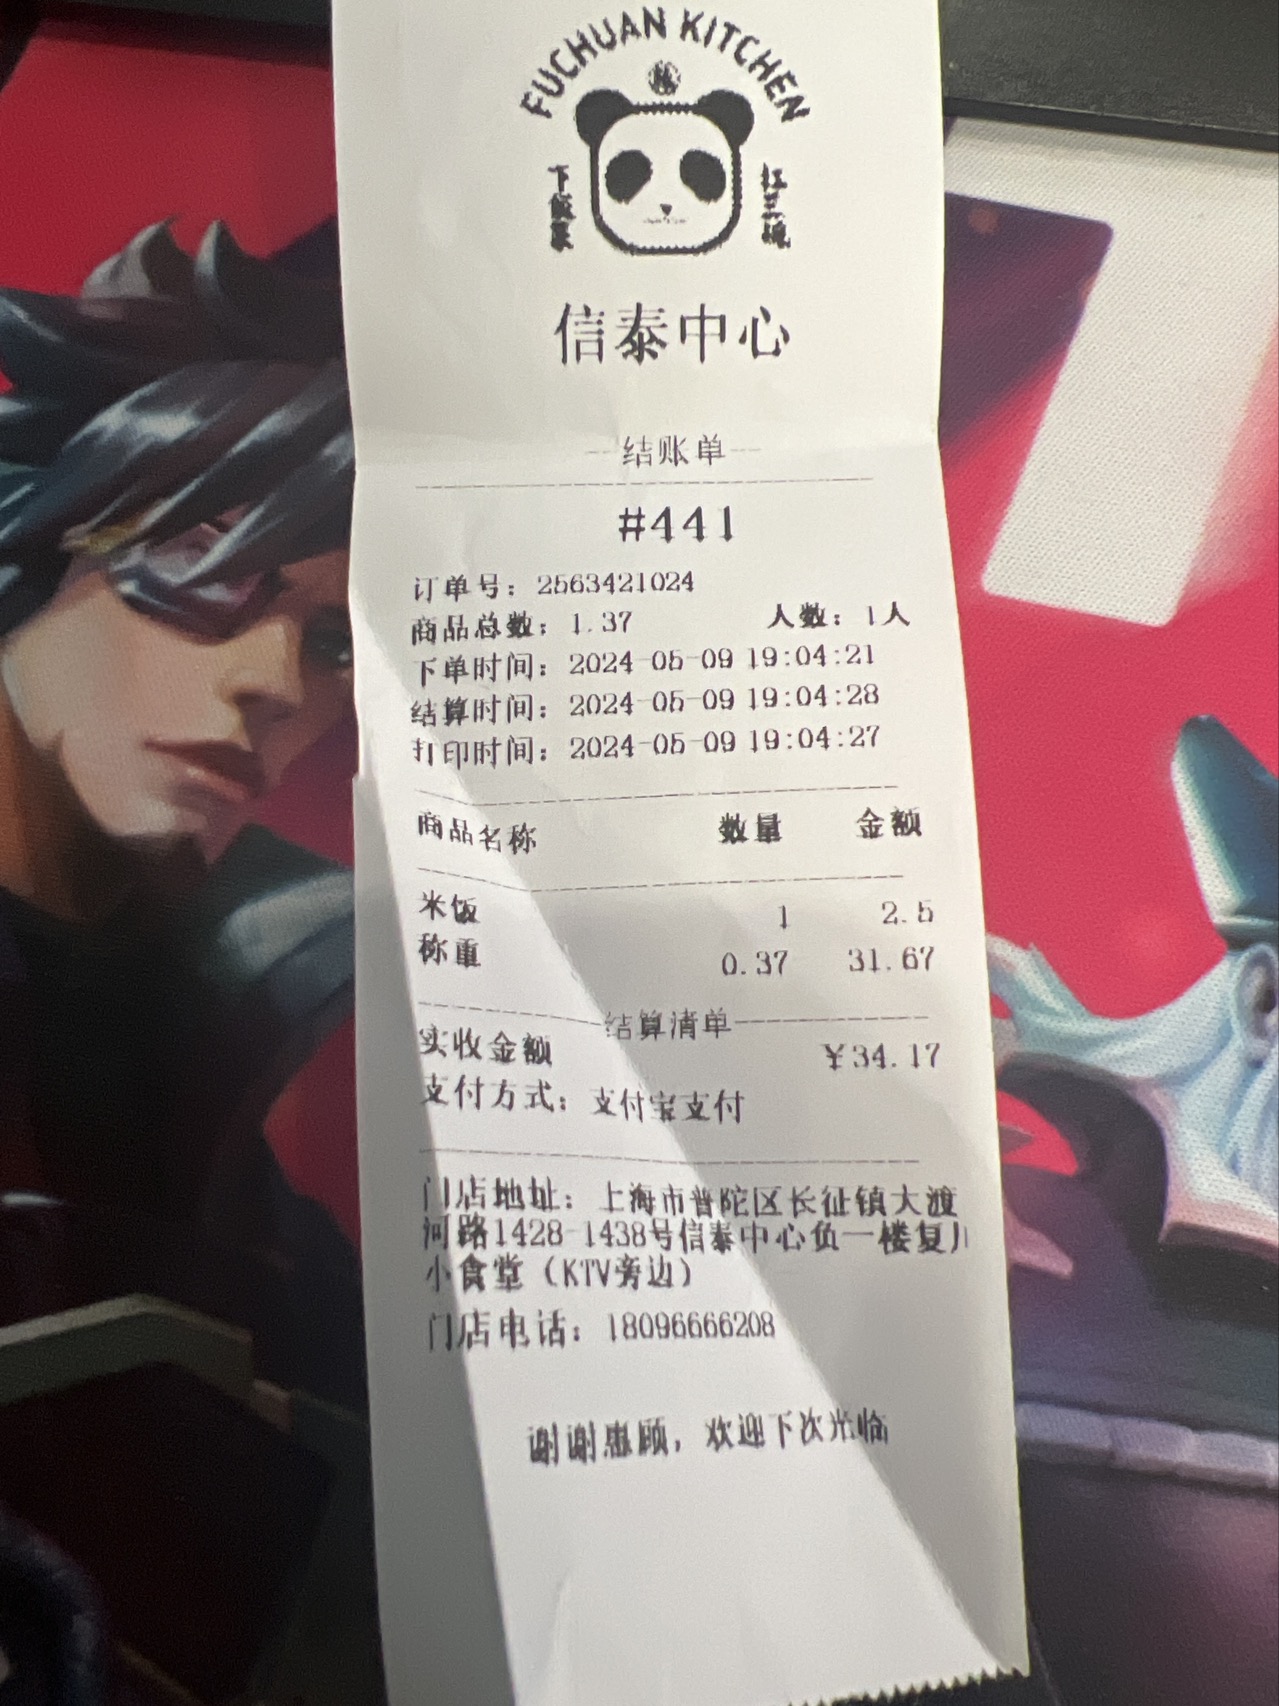 FUCHUAN KITCHEN
下饭菜
扛三碗
信泰中心
结账单
#441
订单号：2563421024
商品总数：1.37 人数：1人
下单时间：2024-05-09 19:04:21
结算时间：2024-05-09 19:04:28
打印时间：2024-05-09 19:04:27
商品名称 数量 金额
米饭 1 2.5
称重 0.37 31.67
结算清单
实收金额 ￥34.17
支付方式：支付宝支付
门店地址：上海市普陀区长征镇大渡
河路1428-1438号信泰中心负一楼复川
小食堂（KTV旁边）
门店电话：18096666208
谢谢惠顾，欢迎下次光临